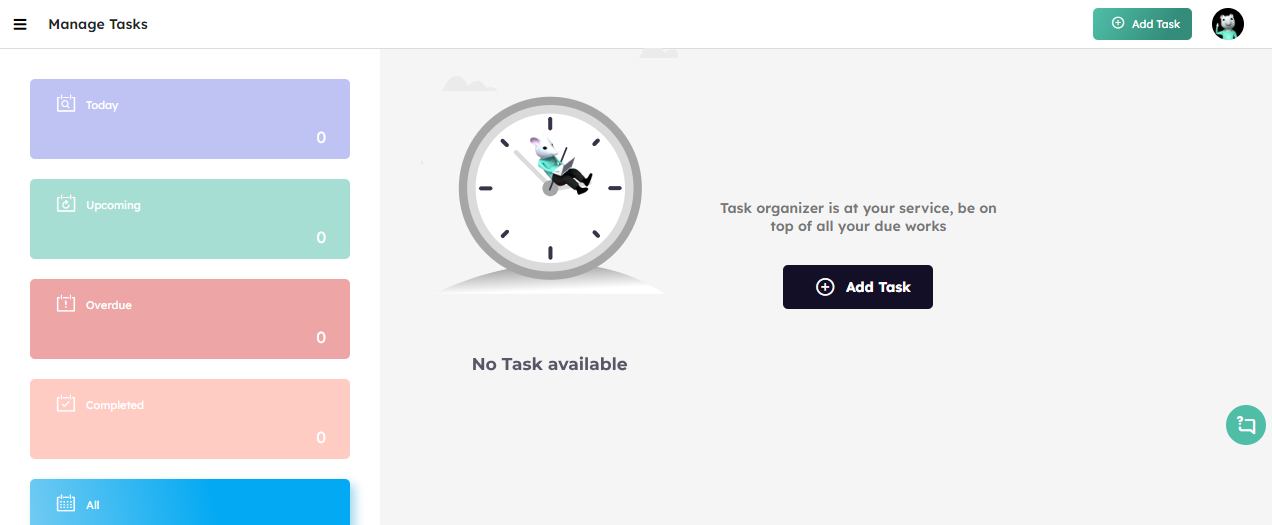 Manage Tasks
Add Task
Today
0
Upcoming
0
Overdue
0
Completed
0
All
Task organizer is at your service, be on
top of all your due works
Add Task
No Task available